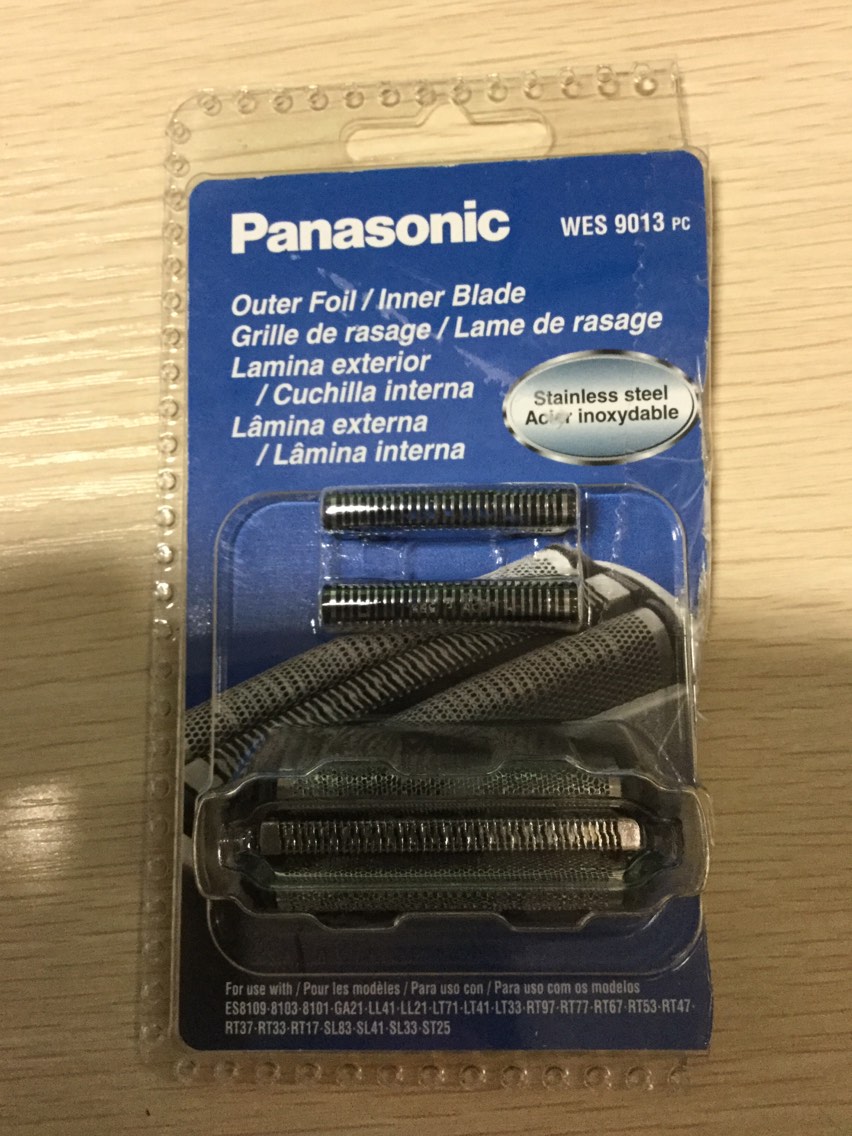 Panasonic
WES 9013 PC
Outer Foil / Inner Blade
Grille de rasage / Lame de rasage
Lamina exterior
/ Cuchilla interna
Lâmina externa
/ Lâmina interna
Stainless steel
inoxydable
For use with / Pour les modèles / Para uso con / Para uso com os modelos
ES8109·8103·8101·GA21·LL41·LL21·LT71·LT41·LT33·RT97·RT77·RT67·RT53·RT47·
RT37·RT33·RT17·SL83·SL41·SL33·ST25